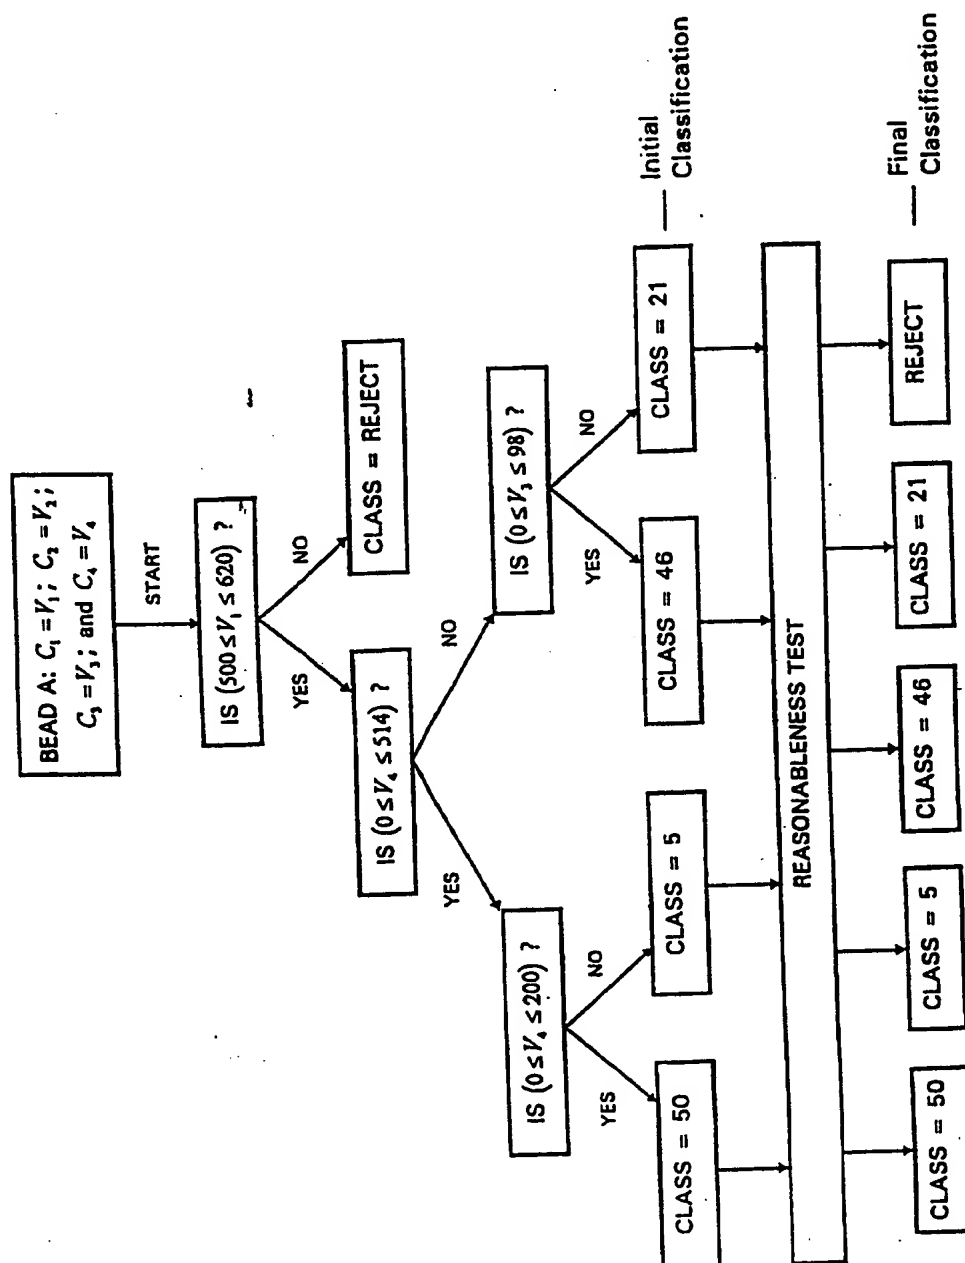 BEAD A: C₁ = V₁; C₂ = V₂;
C₃ = V₃; and C₄ = V₄
START
IS (500 ≤ V₁ ≤ 620) ?
YES
NO
CLASS = REJECT
IS (0 ≤ V₄ ≤ 514) ?
YES
NO
IS (0 ≤ V₄ ≤ 200) ?
IS (0 ≤ V₃ ≤ 98) ?
YES
NO
YES
NO
CLASS = 50
CLASS = 5
CLASS = 46
CLASS = 21
Initial
Classification
REASONABLENESS TEST
CLASS = 50
CLASS = 5
CLASS = 46
CLASS = 21
REJECT
Final
Classification